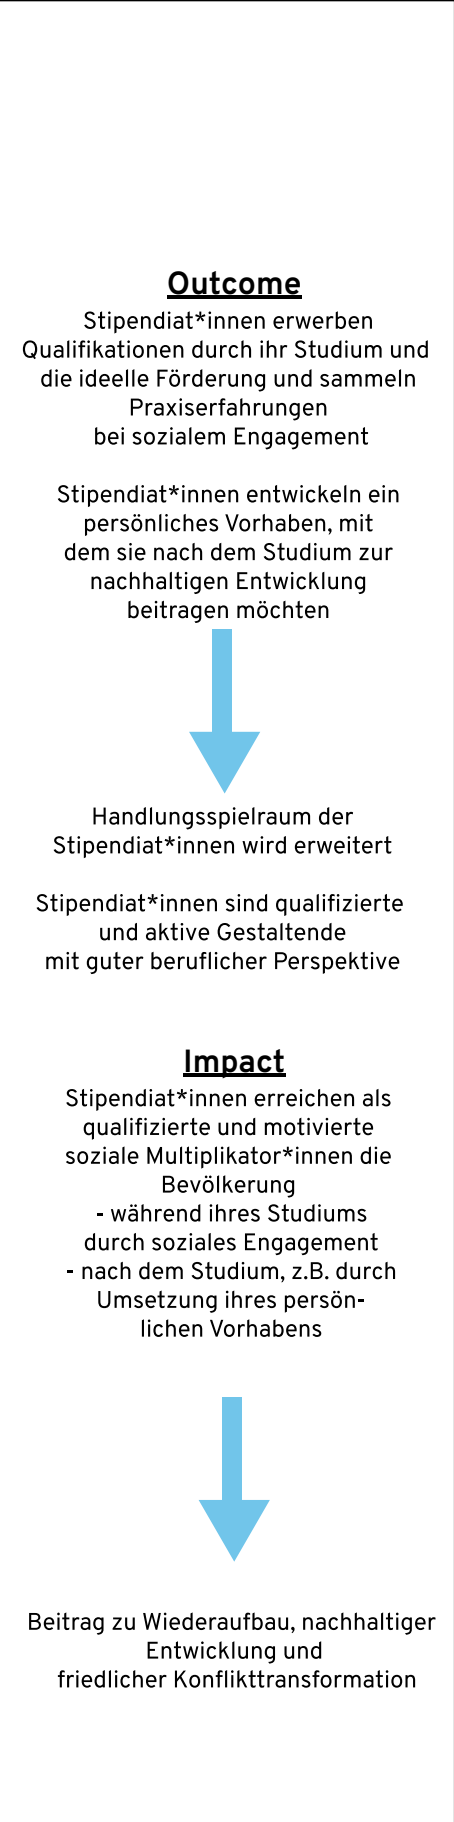 Outcome
Stipendiat*innen erwerben
Qualifikationen durch ihr Studium und
die ideelle Förderung und sammeln
Praxiserfahrungen
bei sozialem Engagement
Stipendiat*innen entwickeln ein
persönliches Vorhaben, mit
dem sie nach dem Studium zur
nachhaltigen Entwicklung
beitragen möchten
Handlungsspielraum der
Stipendiat*innen wird erweitert
Stipendiat*innen sind qualifizierte
und aktive Gestaltende
mit guter beruflicher Perspektive
Impact
Stipendiat*innen erreichen als
qualifizierte und motivierte
soziale Multiplikator*innen die
Bevölkerung
- während ihres Studiums
durch soziales Engagement
- nach dem Studium, z.B. durch
Umsetzung ihres persön-
lichen Vorhabens
Beitrag zu Wiederaufbau, nachhaltiger
Entwicklung und
friedlicher Konflikttransformation